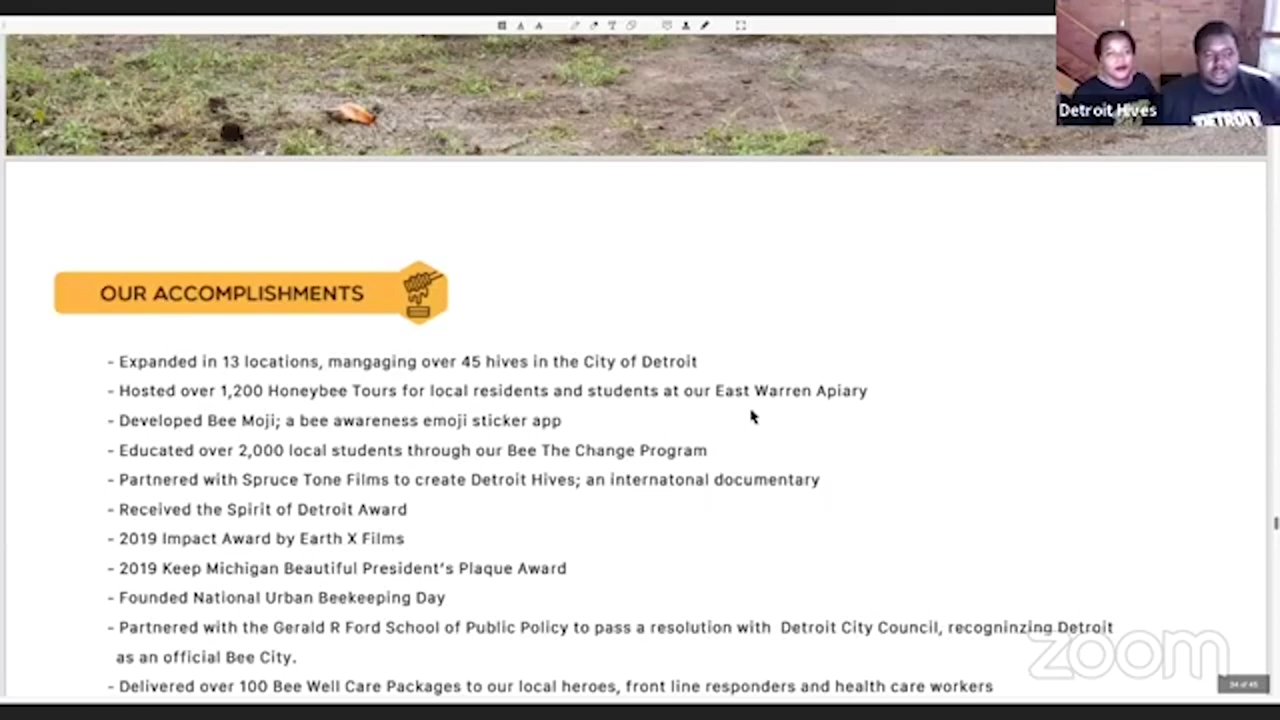 Detroit Hives
DETROIT
OUR ACCOMPLISHMENTS
- Expanded in 13 locations, mangaging over 45 hives in the City of Detroit
- Hosted over 1,200 Honeybee Tours for local residents and students at our East Warren Apiary
- Developed Bee Moji; a bee awareness emoji sticker app
- Educated over 2,000 local students through our Bee The Change Program
- Partnered with Spruce Tone Films to create Detroit Hives; an internatonal documentary
- Received the Spirit of Detroit Award
- 2019 Impact Award by Earth X Films
- 2019 Keep Michigan Beautiful President's Plaque Award
- Founded National Urban Beekeeping Day
- Partnered with the Gerald R Ford School of Public Policy to pass a resolution with Detroit City Council, recogninzing Detroit
as an official Bee City.
- Delivered over 100 Bee Well Care Packages to our local heroes, front line responders and health care workers
zoom
34 of 45